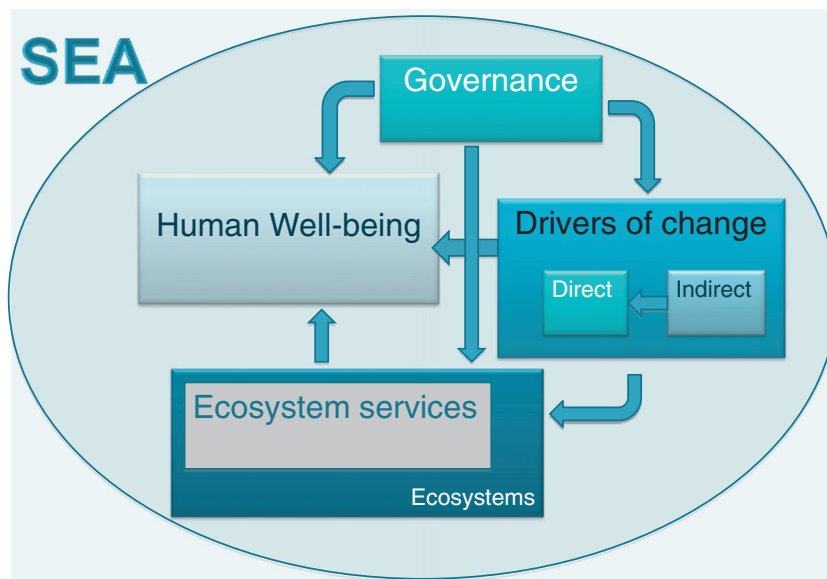 SEA
Governance
Human Well-being
Drivers of change
Direct
Indirect
Ecosystem services
Ecosystems